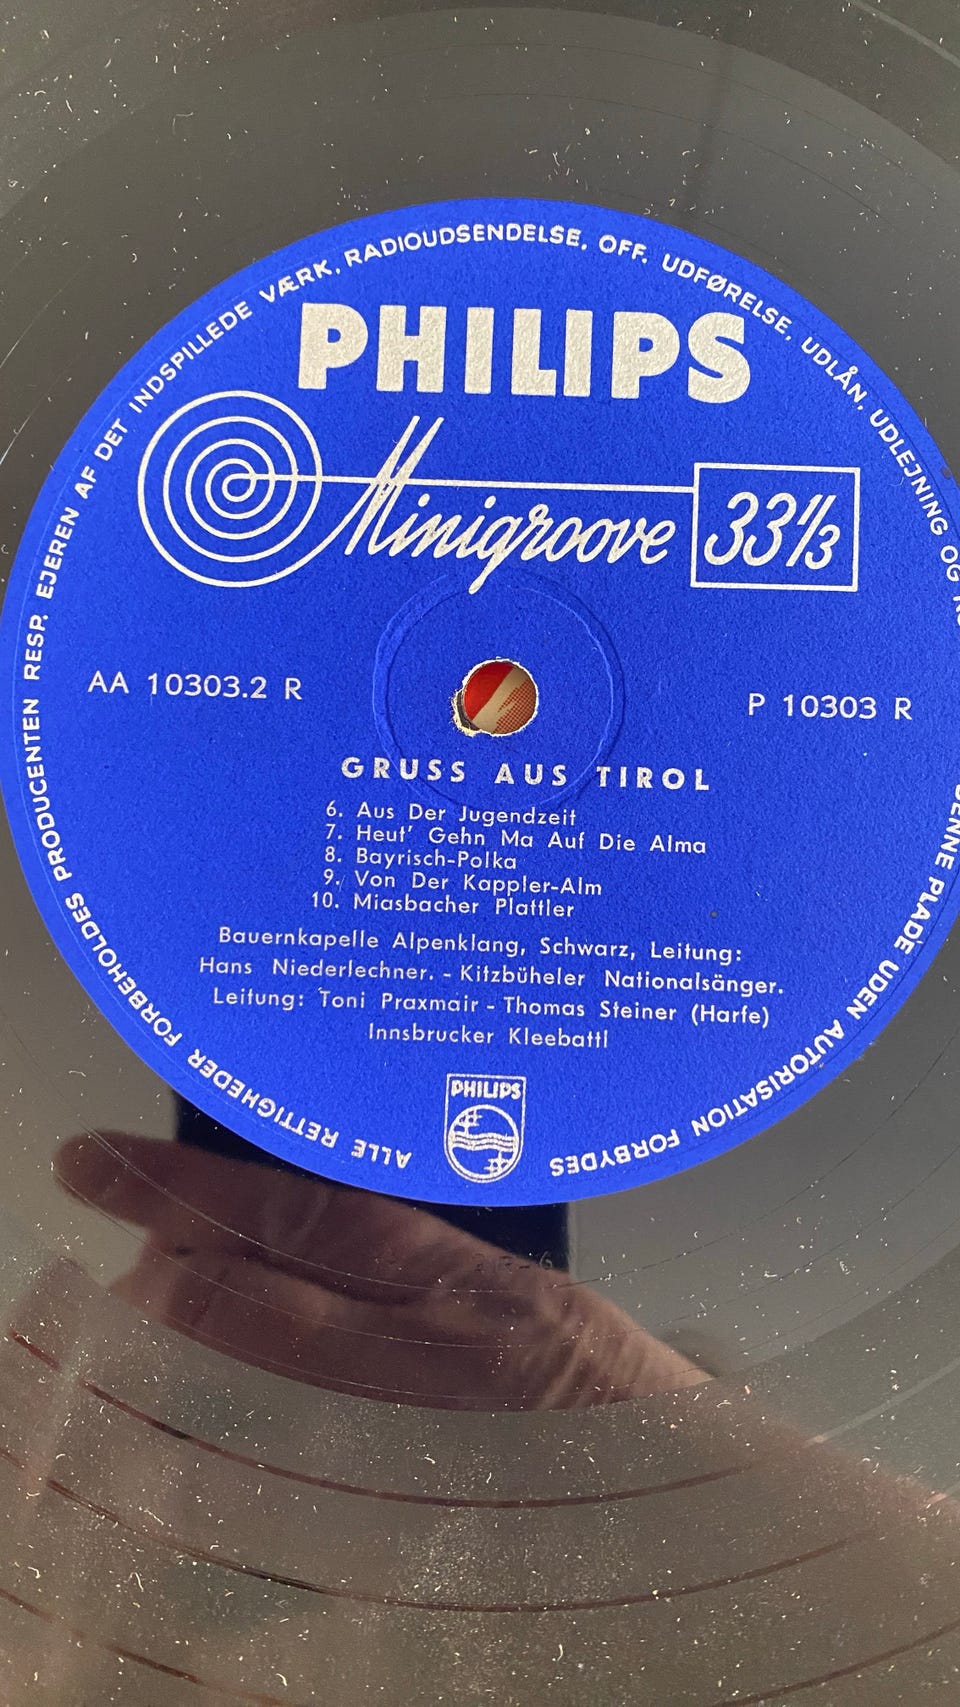 ALLE RETTIGHEDER FORBEHOLDES PRODUCENTEN RESP. EJEREN AF DET INDSPILLEDE VÆRK. RADIOUDSENDELSE, OFF. UDFØRELSE, UDLÅN, UDLEJNING OG
DENNE PLADE UDEN AUTORISATION FORBYDES
PHILIPS
Minigroove 33⅓
AA 10303.2 R
P 10303 R
GRUSS AUS TIROL
6. Aus Der Jugendzeit
7. Heut' Gehn Ma Auf Die Alma
8. Bayrisch-Polka
9. Von Der Kappler-Alm
10. Miasbacher Plattler
Bauernkapelle Alpenklang, Schwarz, Leitung:
Hans Niederlechner. - Kitzbüheler Nationalsänger.
Leitung: Toni Praxmair - Thomas Steiner (Harfe)
Innsbrucker Kleebattl
PHILIPS